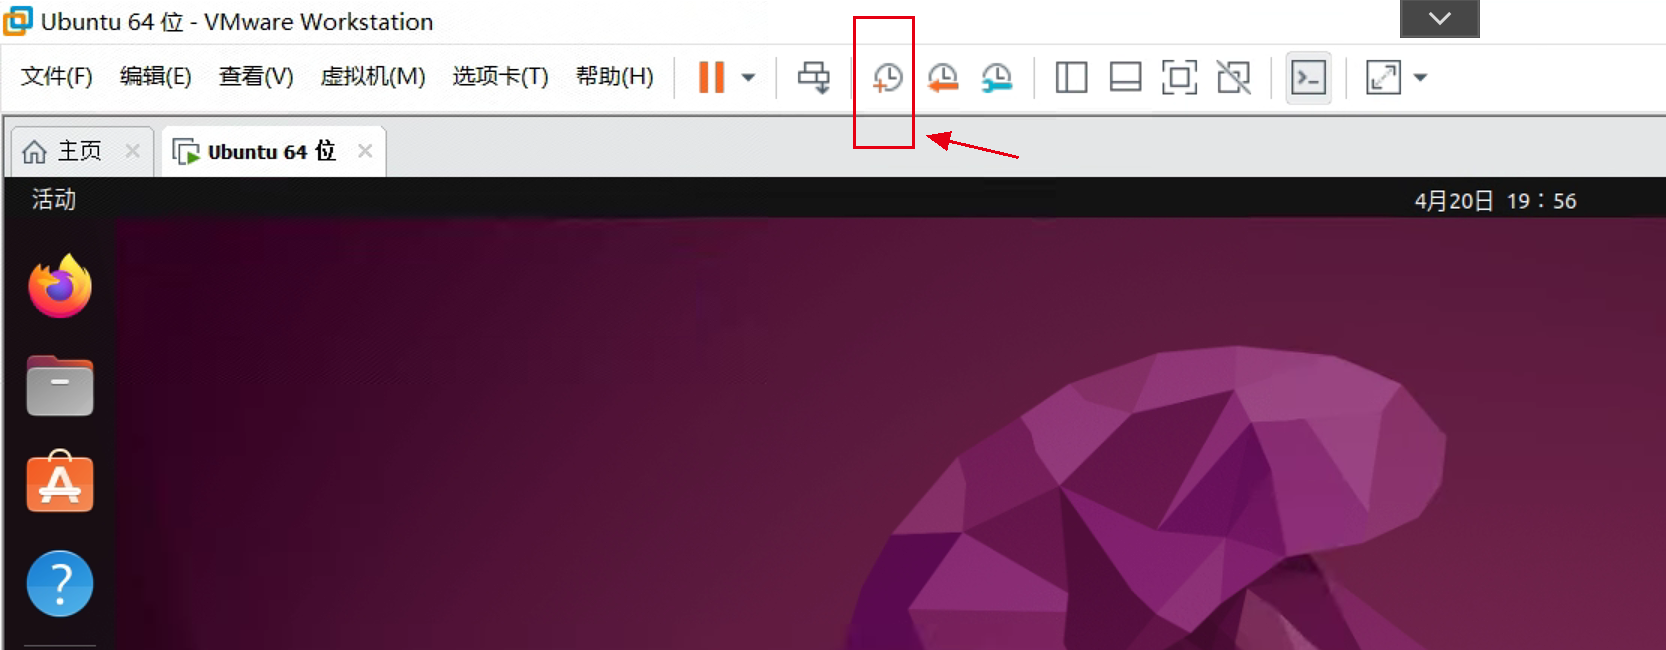 Ubuntu 64 位 - VMware Workstation
文件(F) 编辑(E) 查看(V) 虚拟机(M) 选项卡(T) 帮助(H)
主页 Ubuntu 64 位
活动 4月20日 19：56